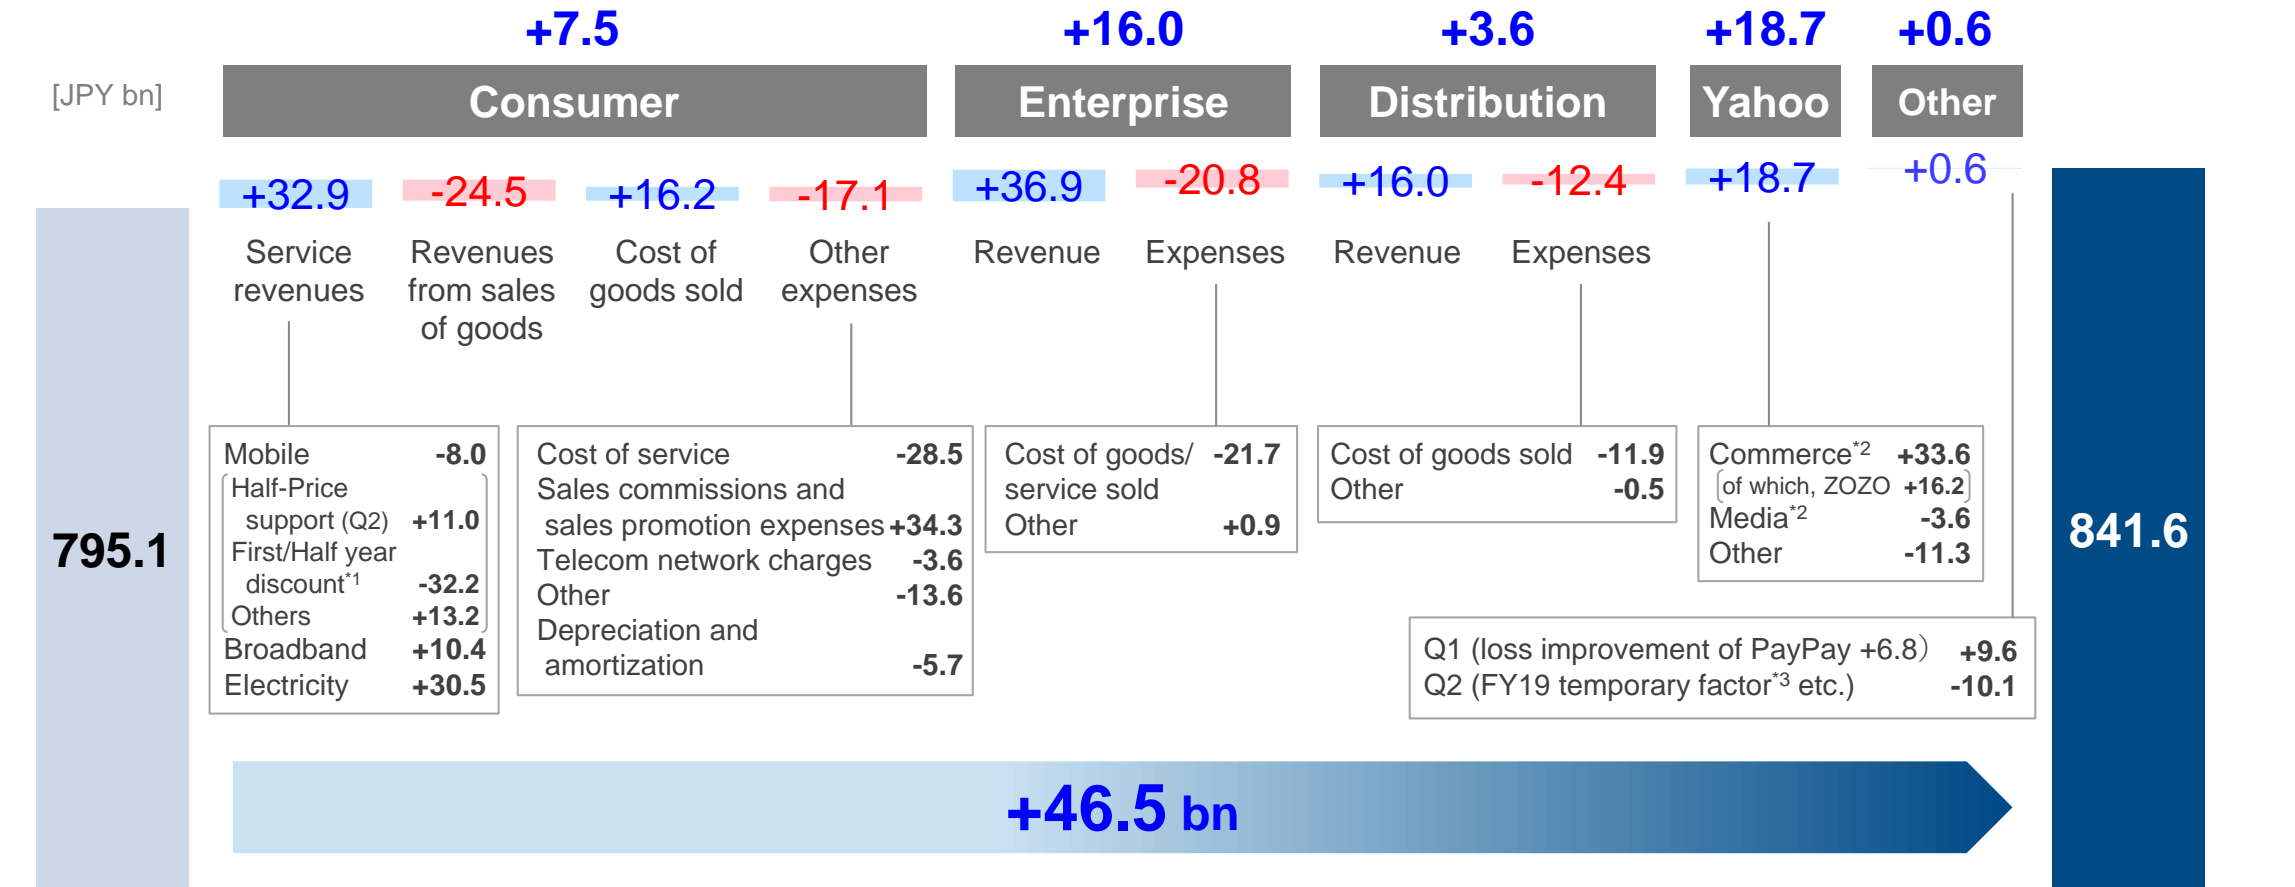 +7.5 +16.0 +3.6 +18.7 +0.6
[JPY bn] Consumer Enterprise Distribution Yahoo Other
+32.9 -24.5 +16.2 -17.1 +36.9 -20.8 +16.0 -12.4 +18.7 +0.6
Service revenues
Revenues from sales of goods
Cost of goods sold
Other expenses
Revenue
Expenses
Revenue
Expenses
795.1
Mobile -8.0
Half-Price
support (Q2) +11.0
First/Half year
discount*1 -32.2
Others +13.2
Broadband +10.4
Electricity +30.5
Cost of service -28.5
Sales commissions and
sales promotion expenses +34.3
Telecom network charges -3.6
Other -13.6
Depreciation and
amortization -5.7
Cost of goods/ -21.7
service sold
Other +0.9
Cost of goods sold -11.9
Other -0.5
Commerce*2 +33.6
of which, ZOZO +16.2
Media*2 -3.6
Other -11.3
Q1 (loss improvement of PayPay +6.8） +9.6
Q2 (FY19 temporary factor*3 etc.) -10.1
841.6
+46.5 bn